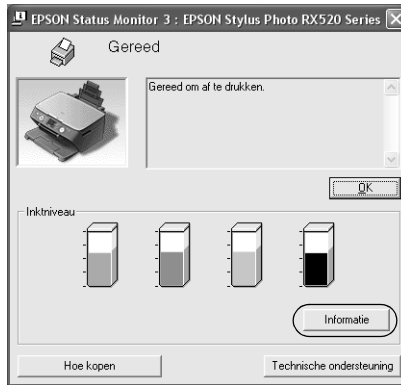 EPSON Status Monitor 3 : EPSON Stylus Photo RX520 Series
Gereed
Gereed om af te drukken.
OK
Inktniveau
Informatie
Hoe kopen
Technische ondersteuning